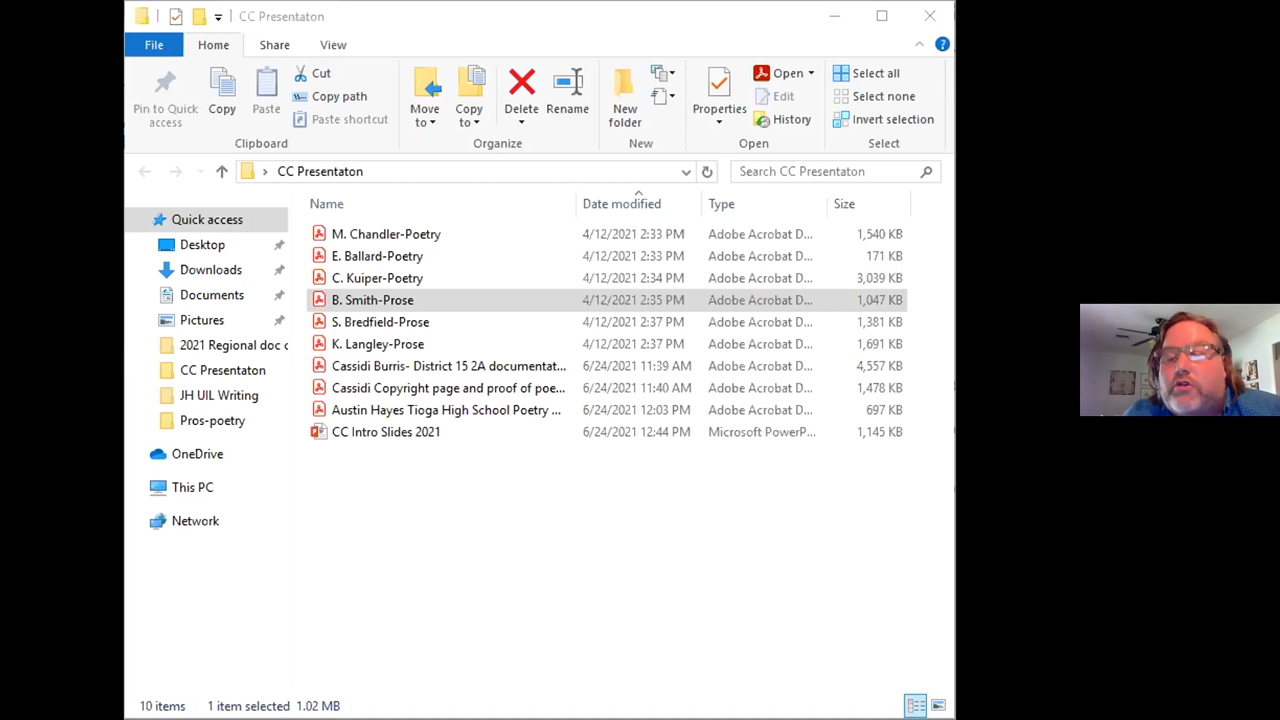 CC Presentaton
File Home Share View
Pin to Quick access
Copy
Paste
Cut
Copy path
Paste shortcut
Clipboard
Move to
Copy to
Delete
Rename
Organize
New folder
New
Properties
Open
Edit
History
Open
Select all
Select none
Invert selection
Select
CC Presentaton
Search CC Presentaton
Quick access
Desktop
Downloads
Documents
Pictures
2021 Regional doc c
CC Presentaton
JH UIL Writing
Pros-poetry
OneDrive
This PC
Network
Name Date modified Type Size
M. Chandler-Poetry 4/12/2021 2:33 PM Adobe Acrobat D... 1,540 KB
E. Ballard-Poetry 4/12/2021 2:33 PM Adobe Acrobat D... 171 KB
C. Kuiper-Poetry 4/12/2021 2:34 PM Adobe Acrobat D... 3,039 KB
B. Smith-Prose 4/12/2021 2:35 PM Adobe Acrobat D... 1,047 KB
S. Bredfield-Prose 4/12/2021 2:37 PM Adobe Acrobat D... 1,381 KB
K. Langley-Prose 4/12/2021 2:37 PM Adobe Acrobat D... 1,691 KB
Cassidi Burris- District 15 2A documentat... 6/24/2021 11:39 AM Adobe Acrobat D... 4,557 KB
Cassidi Copyright page and proof of poe... 6/24/2021 11:40 AM Adobe Acrobat D... 1,478 KB
Austin Hayes Tioga High School Poetry ... 6/24/2021 12:03 PM Adobe Acrobat D... 697 KB
CC Intro Slides 2021 6/24/2021 12:44 PM Microsoft PowerP... 1,145 KB
10 items 1 item selected 1.02 MB